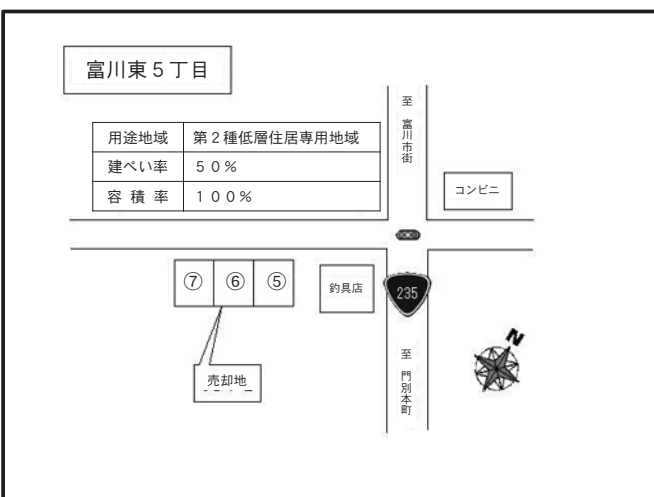 富川東５丁目
用途地域 第２種低層住居専用地域
建ぺい率 ５０％
容積率 １００％
至　富川市街
コンビニ
⑦ ⑥ ⑤
釣具店
235
売却地
至　門別本町
N